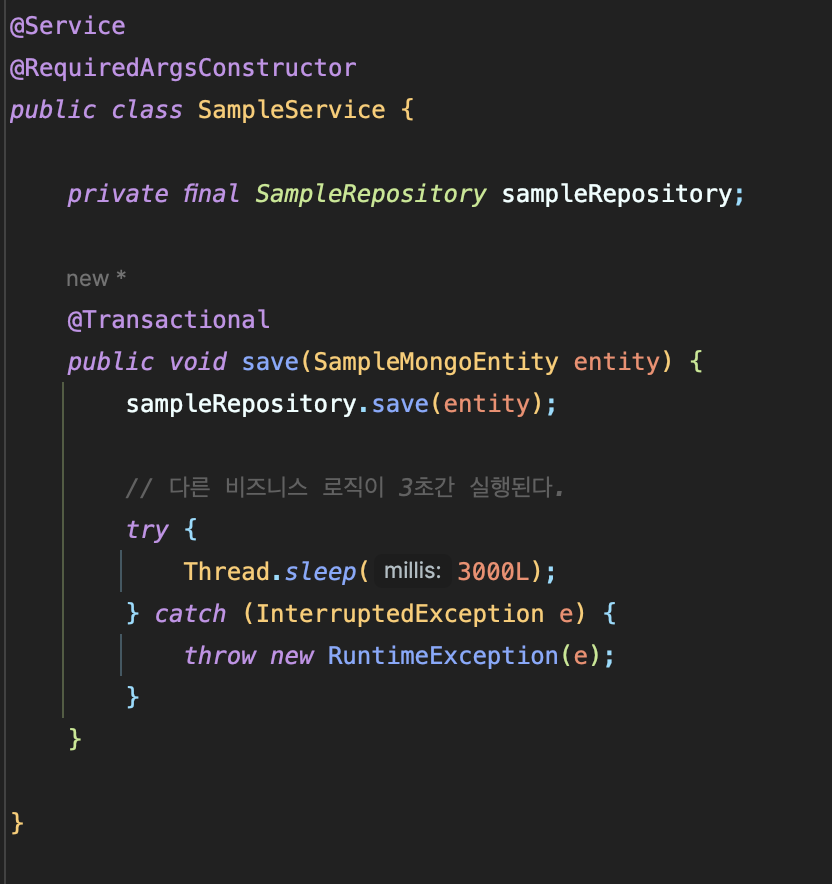 @Service
@RequiredArgsConstructor
public class SampleService {
private final SampleRepository sampleRepository;
new *
@Transactional
public void save(SampleMongoEntity entity) {
sampleRepository.save(entity);
// 다른 비즈니스 로직이 3초간 실행된다.
try {
Thread.sleep( millis: 3000L);
} catch (InterruptedException e) {
throw new RuntimeException(e);
}
}
}